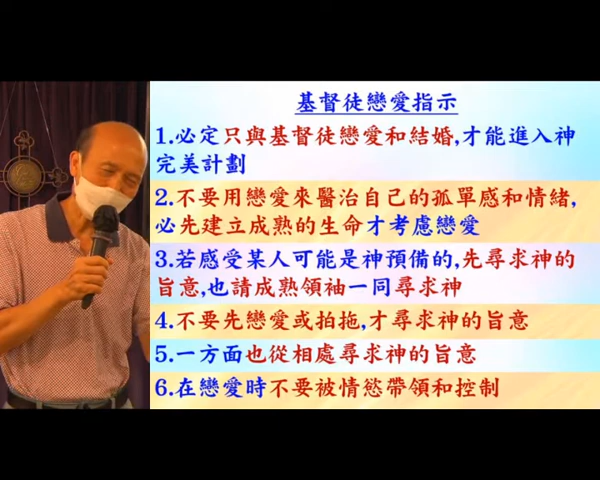 基督徒戀愛指示
1.必定只與基督徒戀愛和結婚,才能進入神
完美計劃
2.不要用戀愛來醫治自己的孤單感和情緒,
必先建立成熟的生命才考慮戀愛
3.若感受某人可能是神預備的,先尋求神的
旨意,也請成熟領袖一同尋求神
4.不要先戀愛或拍拖,才尋求神的旨意
5.一方面也從相處尋求神的旨意
6.在戀愛時不要被情慾帶領和控制